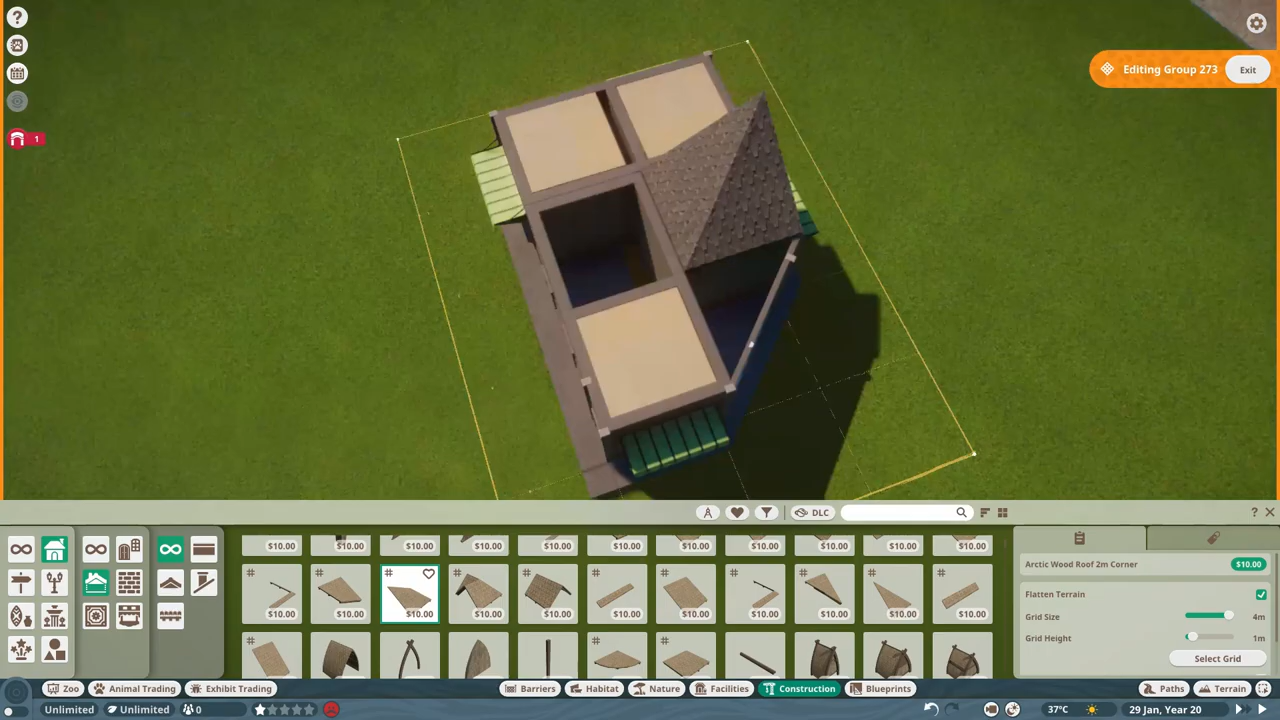 ?
Editing Group 273
Exit
1
DLC
?
$10.00 $10.00 $10.00 $10.00 $10.00 $10.00 $10.00 $10.00 $10.00 $10.00 $10.00
$10.00 $10.00 $10.00 $10.00 $10.00 $10.00 $10.00 $10.00 $10.00 $10.00 $10.00
Arctic Wood Roof 2m Corner $10.00
Flatten Terrain
Grid Size 4m
Grid Height 1m
Select Grid
Zoo Animal Trading Exhibit Trading Barriers Habitat Nature Facilities Construction Blueprints Paths Terrain
Unlimited Unlimited 0 37°C 29 Jan, Year 20